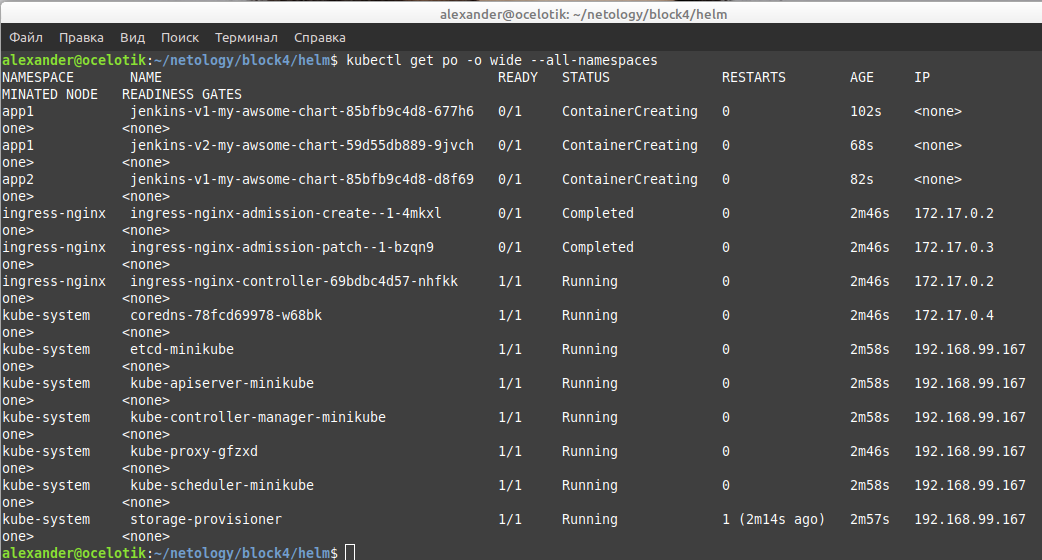 alexander@ocelotik: ~/netology/block4/helm
Файл Правка Вид Поиск Терминал Справка
alexander@ocelotik:~/netology/block4/helm$ kubectl get po -o wide --all-namespaces
NAMESPACE NAME READY STATUS RESTARTS AGE IP
MINATED NODE READINESS GATES
app1 jenkins-v1-my-awsome-chart-85bfb9c4d8-677h6 0/1 ContainerCreating 0 102s <none>
one> <none>
app1 jenkins-v2-my-awsome-chart-59d55db889-9jvch 0/1 ContainerCreating 0 68s <none>
one> <none>
app2 jenkins-v1-my-awsome-chart-85bfb9c4d8-d8f69 0/1 ContainerCreating 0 82s <none>
one> <none>
ingress-nginx ingress-nginx-admission-create--1-4mkxl 0/1 Completed 0 2m46s 172.17.0.2
one> <none>
ingress-nginx ingress-nginx-admission-patch--1-bzqn9 0/1 Completed 0 2m46s 172.17.0.3
one> <none>
ingress-nginx ingress-nginx-controller-69bdbc4d57-nhfkk 1/1 Running 0 2m46s 172.17.0.2
one> <none>
kube-system coredns-78fcd69978-w68bk 1/1 Running 0 2m46s 172.17.0.4
one> <none>
kube-system etcd-minikube 1/1 Running 0 2m58s 192.168.99.167
one> <none>
kube-system kube-apiserver-minikube 1/1 Running 0 2m58s 192.168.99.167
one> <none>
kube-system kube-controller-manager-minikube 1/1 Running 0 2m58s 192.168.99.167
one> <none>
kube-system kube-proxy-gfzxd 1/1 Running 0 2m46s 192.168.99.167
one> <none>
kube-system kube-scheduler-minikube 1/1 Running 0 2m58s 192.168.99.167
one> <none>
kube-system storage-provisioner 1/1 Running 1 (2m14s ago) 2m57s 192.168.99.167
one> <none>
alexander@ocelotik:~/netology/block4/helm$